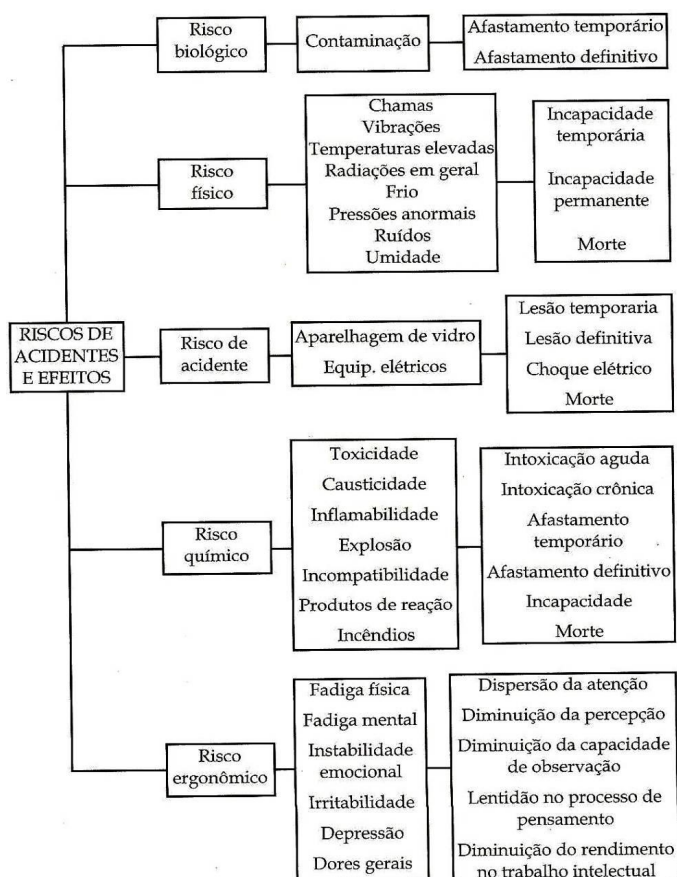 Risco
biológico
Contaminação
Afastamento temporário
Afastamento definitivo
Risco
físico
Chamas
Vibrações
Temperaturas elevadas
Radiações em geral
Frio
Pressões anormais
Ruídos
Umidade
Incapacidade
temporária
Incapacidade
permanente
Morte
RISCOS DE
ACIDENTES
E EFEITOS
Risco de
acidente
Aparelhagem de vidro
Equip. elétricos
Lesão temporaria
Lesão definitiva
Choque elétrico
Morte
Risco
químico
Toxicidade
Causticidade
Inflamabilidade
Explosão
Incompatibilidade
Produtos de reação
Incêndios
Intoxicação aguda
Intoxicação crônica
Afastamento
temporário
Afastamento definitivo
Incapacidade
Morte
Risco
ergonômico
Fadiga física
Fadiga mental
Instabilidade
emocional
Irritabilidade
Depressão
Dores gerais
Dispersão da atenção
Diminuição da percepção
Diminuição da capacidade
de observação
Lentidão no processo de
pensamento
Diminuição do rendimento
no trabalho intelectual